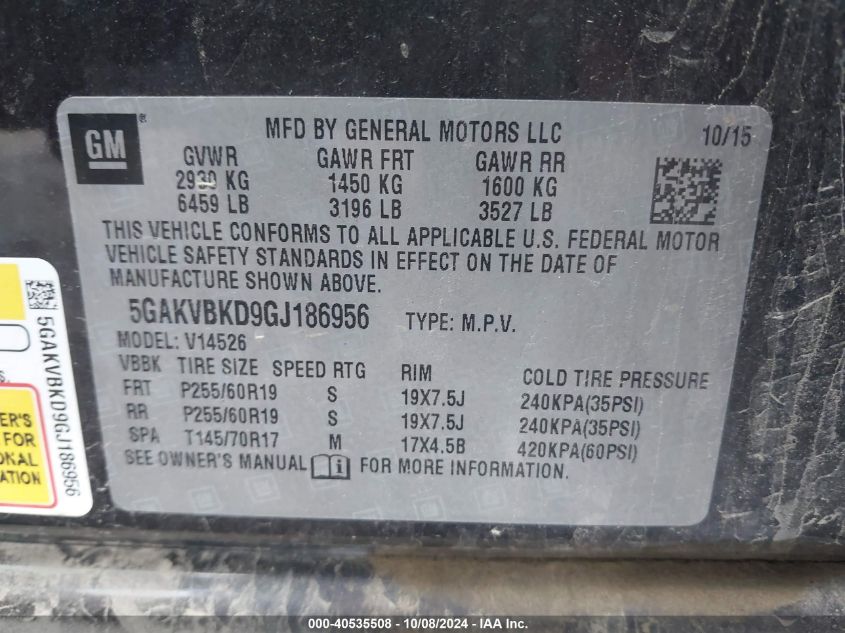 GM ®
MFD BY GENERAL MOTORS LLC 10/15
GVWR GAWR FRT GAWR RR
2930 KG 1450 KG 1600 KG
6459 LB 3196 LB 3527 LB
THIS VEHICLE CONFORMS TO ALL APPLICABLE U.S. FEDERAL MOTOR
VEHICLE SAFETY STANDARDS IN EFFECT ON THE DATE OF
MANUFACTURE SHOWN ABOVE.
5GAKVBKD9GJ186956 TYPE: M.P.V.
MODEL: V14526
VBBK TIRE SIZE SPEED RTG RIM COLD TIRE PRESSURE
FRT P255/60R19 S 19X7.5J 240KPA(35PSI)
RR P255/60R19 S 19X7.5J 240KPA(35PSI)
SPA T145/70R17 M 17X4.5B 420KPA(60PSI)
SEE OWNER'S MANUAL i FOR MORE INFORMATION.
5GAKVBKD9GJ186956
S.
ER'S
FOR
ONAL
ATION
000-40535508 - 10/08/2024 - IAA Inc.